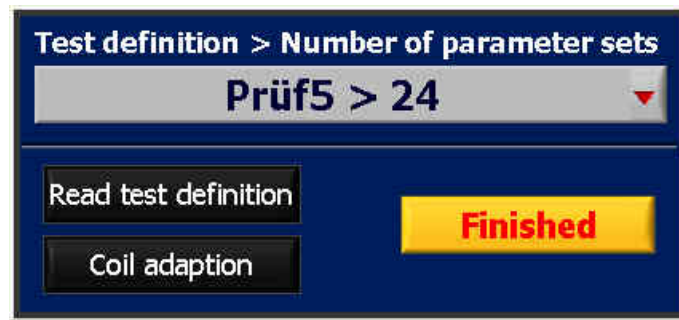 Test definition > Number of parameter sets
Prüf5 > 24
Read test definition
Finished
Coil adaption